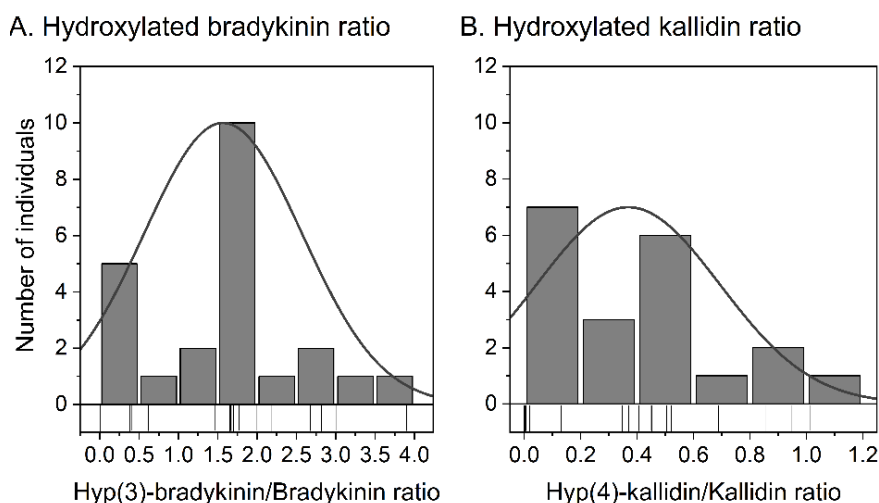 A. Hydroxylated bradykinin ratio
B. Hydroxylated kallidin ratio
Number of individuals
12
10
8
6
4
2
0
0.0 0.5 1.0 1.5 2.0 2.5 3.0 3.5 4.0
Hyp(3)-bradykinin/Bradykinin ratio
12
10
8
6
4
2
0
0.0 0.2 0.4 0.6 0.8 1.0 1.2
Hyp(4)-kallidin/Kallidin ratio